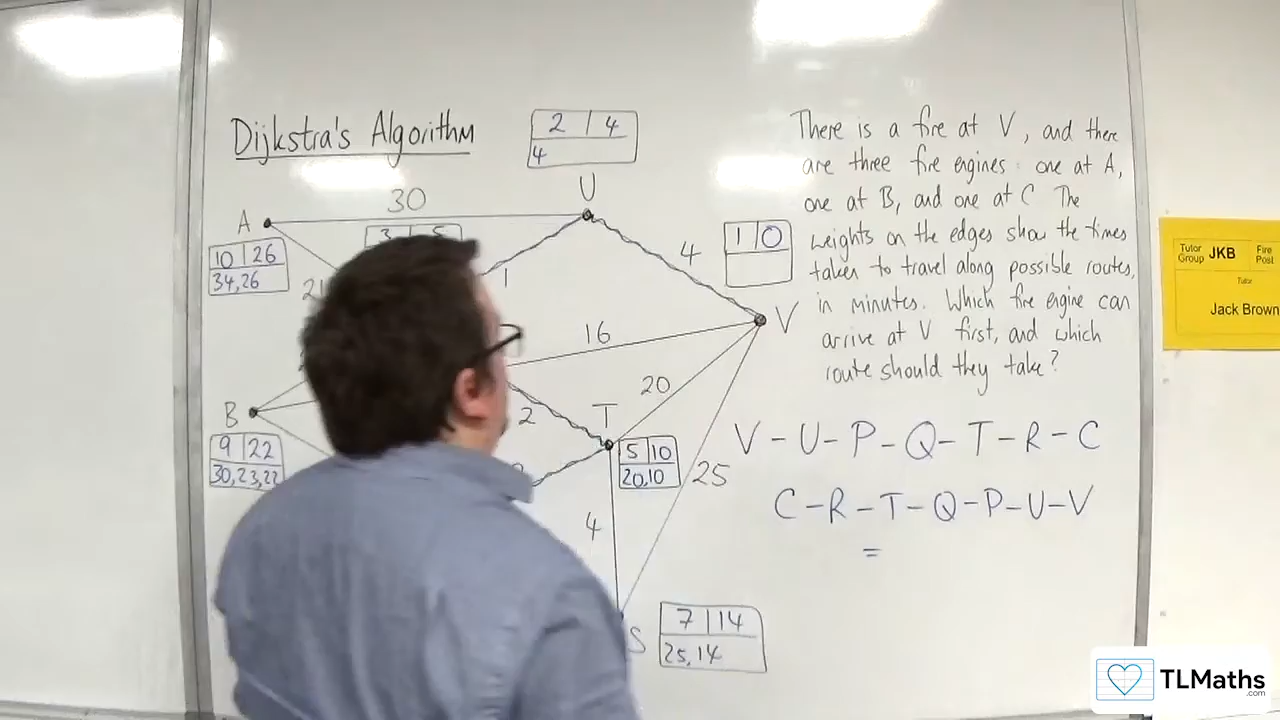 Dijkstra's Algorithm
2 | 4
4
U
30
A
10 | 26
34,26
3 | 5
1
4
1 | 0
V
16
20
B
9 | 22
30,23,22
2
T
5 | 10
20,10
25
4
S
7 | 14
25,14
There is a fire at V, and there
are three fire engines: one at A,
one at B, and one at C. The
weights on the edges show the times
taken to travel along possible routes,
in minutes. Which fire engine can
arrive at V first, and which
route should they take?
V - U - P - Q - T - R - C
C - R - T - Q - P - U - V
=
Tutor Group JKB
Fire Post
Tutor
Jack Brown
TLMaths
.com